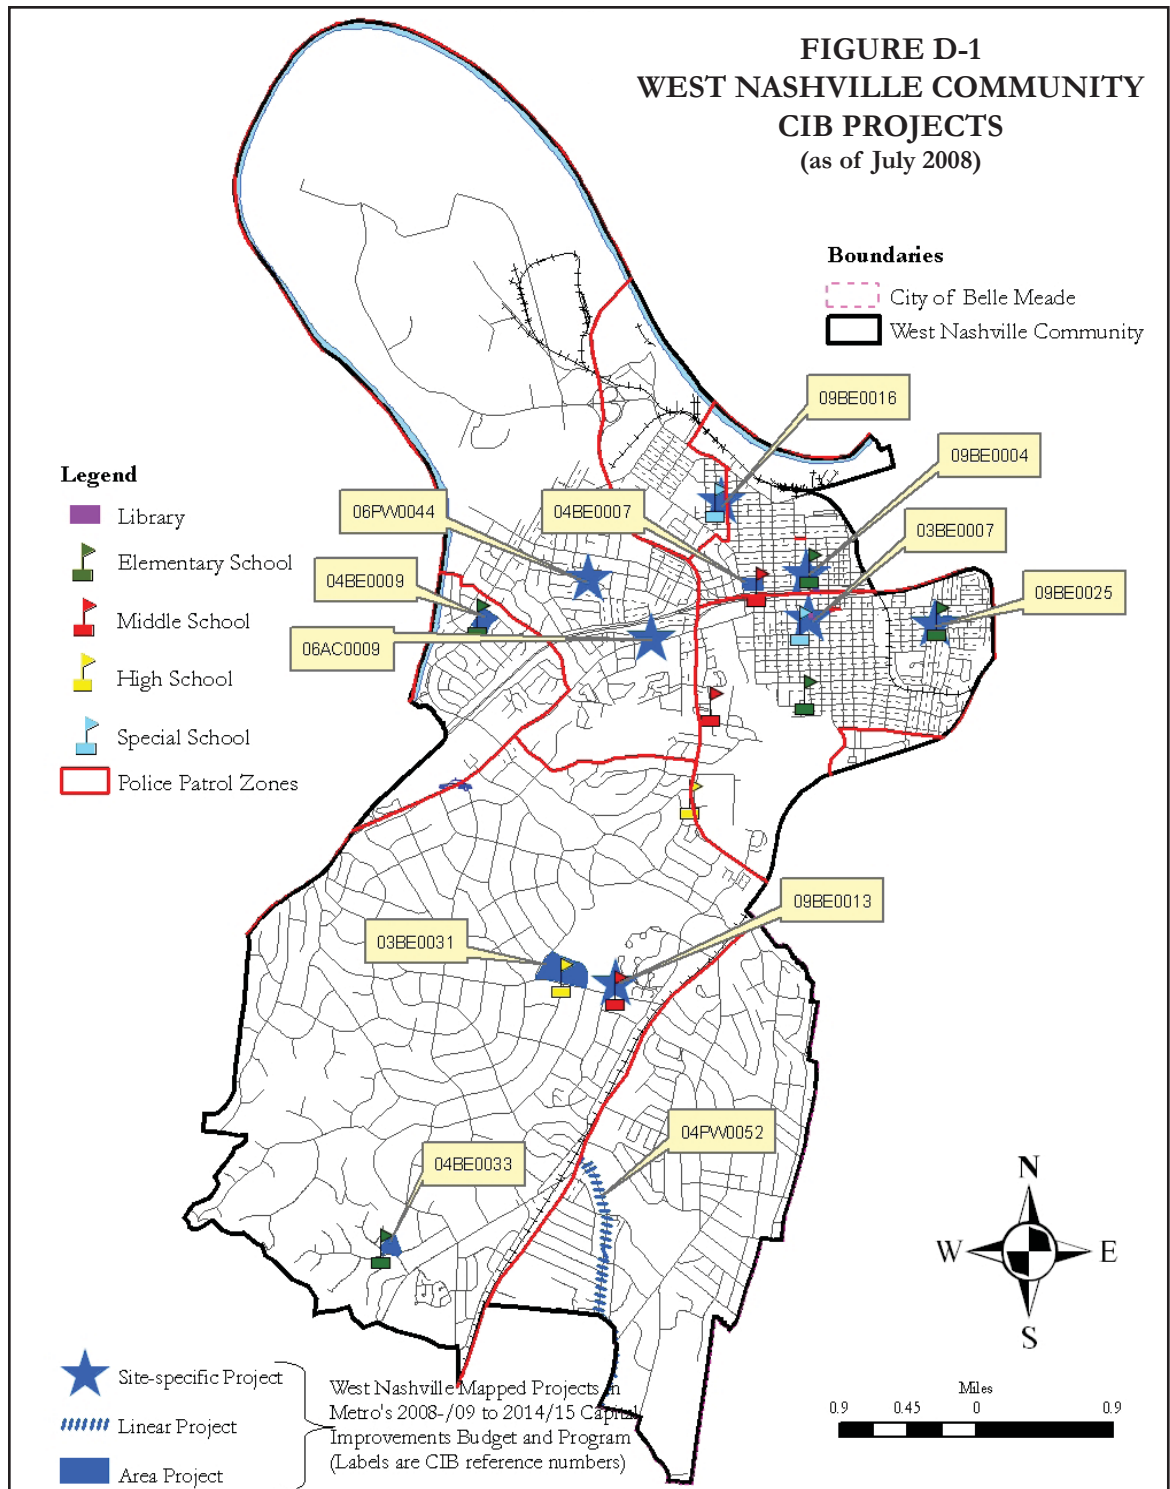 FIGURE D-1
WEST NASHVILLE COMMUNITY
CIB PROJECTS
(as of July 2008)
Boundaries
City of Belle Meade
West Nashville Community
09BE0016
09BE0004
Legend
Library
Elementary School
Middle School
High School
Special School
Police Patrol Zones
06PW0044
04BE0007
03BE0007
04BE0009
09BE0025
06AC0009
09BE0013
03BE0031
04PW0052
04BE0033
N
W
E
S
Site-specific Project
Linear Project
Area Project
West Nashville Mapped Projects in
Metro's 2008-/09 to 2014/15 Capital
Improvements Budget and Program
(Labels are CIB reference numbers)
Miles
0.9 0.45 0 0.9